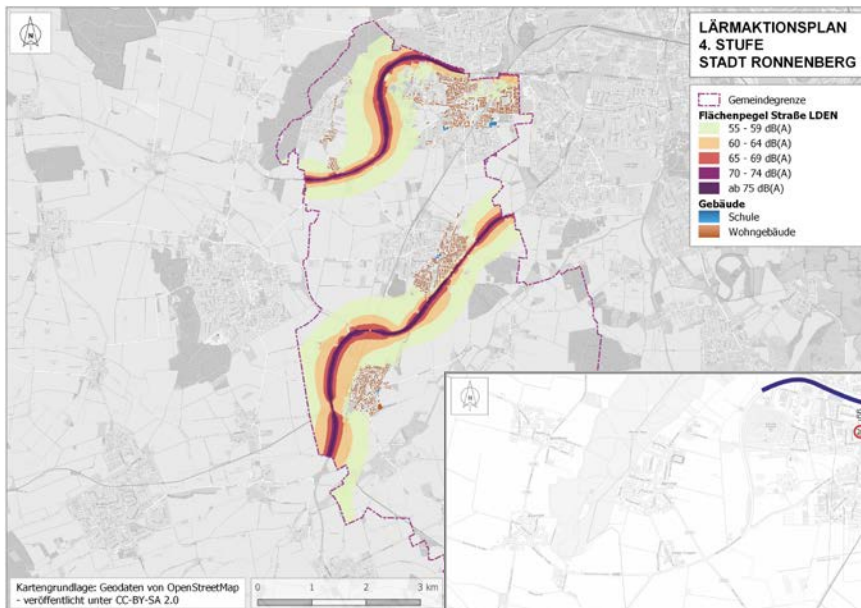 LÄRMAKTIONSPLAN
4. STUFE
STADT RONNENBERG
Gemeindegrenze
Flächenpegel Straße LDEN
55 - 59 dB(A)
60 - 64 dB(A)
65 - 69 dB(A)
70 - 74 dB(A)
ab 75 dB(A)
Gebäude
Schule
Wohngebäude
N
N
S
Kartengrundlage: Geodaten von OpenStreetMap
- veröffentlicht unter CC-BY-SA 2.0
0 1 2 3 km